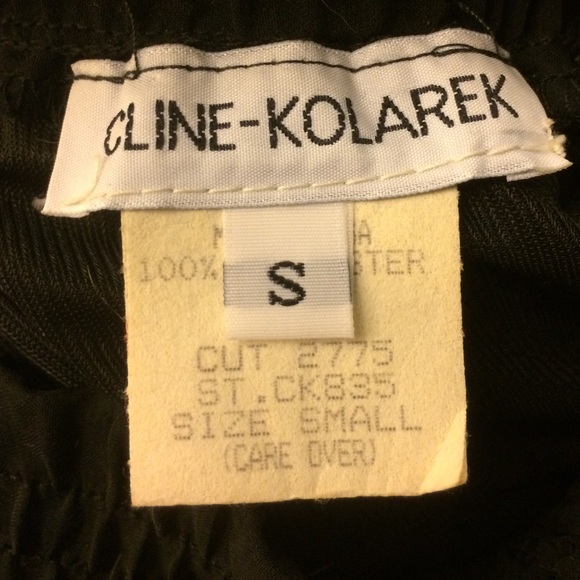 CLINE-KOLAREK
S
100%
CUT 2775
ST.CK835
SIZE SMALL
(CARE OVER)